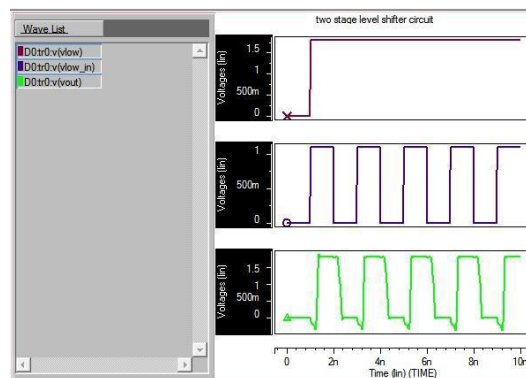 Wave List
D0:tr0:v(vlow)
D0:tr0:v(vlow_in)
D0:tr0:v(vout)
two stage level shifter circuit
Voltages (lin)
1.5
1
500m
0
Voltages (lin)
1
500m
0
Voltages (lin)
1.5
1
500m
0
0 2n 4n 6n 8n 10n
Time (lin) (TIME)